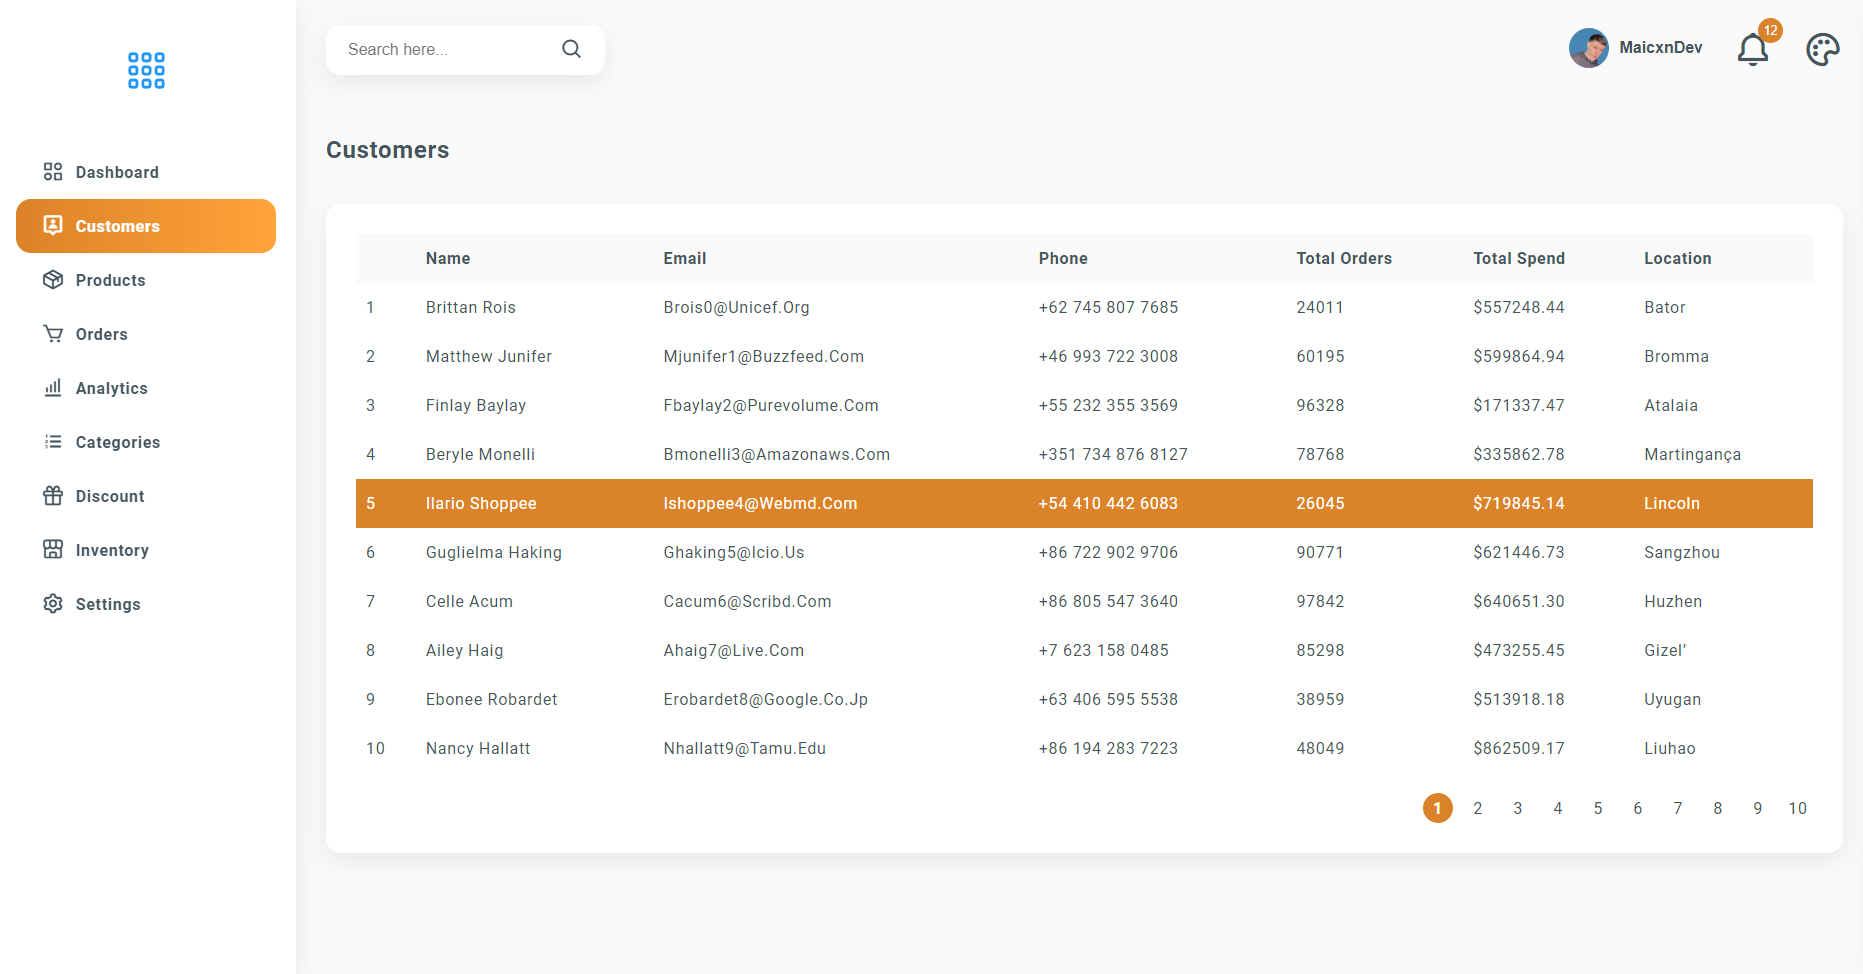 Search here...
MaicxnDev
12
Dashboard
Customers
Products
Orders
Analytics
Categories
Discount
Inventory
Settings
Customers
Name Email Phone Total Orders Total Spend Location
1 Brittan Rois Brois0@Unicef.Org +62 745 807 7685 24011 $557248.44 Bator
2 Matthew Junifer Mjunifer1@Buzzfeed.Com +46 993 722 3008 60195 $599864.94 Bromma
3 Finlay Baylay Fbaylay2@Purevolume.Com +55 232 355 3569 96328 $171337.47 Atalaia
4 Beryle Monelli Bmonelli3@Amazonaws.Com +351 734 876 8127 78768 $335862.78 Martingança
5 Ilario Shoppee Ishoppee4@Webmd.Com +54 410 442 6083 26045 $719845.14 Lincoln
6 Guglielma Haking Ghaking5@Icio.Us +86 722 902 9706 90771 $621446.73 Sangzhou
7 Celle Acum Cacum6@Scribd.Com +86 805 547 3640 97842 $640651.30 Huzhen
8 Ailey Haig Ahaig7@Live.Com +7 623 158 0485 85298 $473255.45 Gizel’
9 Ebonee Robardet Erobardet8@Google.Co.Jp +63 406 595 5538 38959 $513918.18 Uyugan
10 Nancy Hallatt Nhallatt9@Tamu.Edu +86 194 283 7223 48049 $862509.17 Liuhao
1 2 3 4 5 6 7 8 9 10